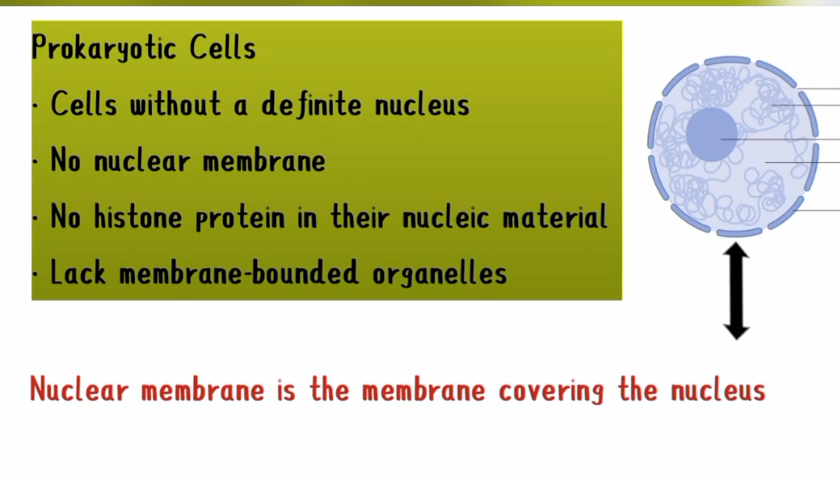 Prokaryotic Cells
· Cells without a definite nucleus
· No nuclear membrane
· No histone protein in their nucleic material
· Lack membrane-bounded organelles
Nuclear membrane is the membrane covering the nucleus